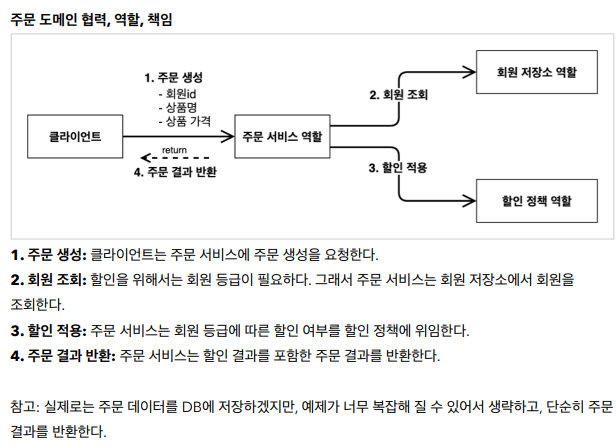 주문 도메인 협력, 역할, 책임
1. 주문 생성
- 회원id
- 상품명
- 상품 가격
클라이언트
주문 서비스 역할
return
4. 주문 결과 반환
2. 회원 조회
회원 저장소 역할
3. 할인 적용
할인 정책 역할
1. 주문 생성: 클라이언트는 주문 서비스에 주문 생성을 요청한다.
2. 회원 조회: 할인을 위해서는 회원 등급이 필요하다. 그래서 주문 서비스는 회원 저장소에서 회원을
조회한다.
3. 할인 적용: 주문 서비스는 회원 등급에 따른 할인 여부를 할인 정책에 위임한다.
4. 주문 결과 반환: 주문 서비스는 할인 결과를 포함한 주문 결과를 반환한다.
참고: 실제로는 주문 데이터를 DB에 저장하겠지만, 예제가 너무 복잡해 질 수 있어서 생략하고, 단순히 주문
결과를 반환한다.